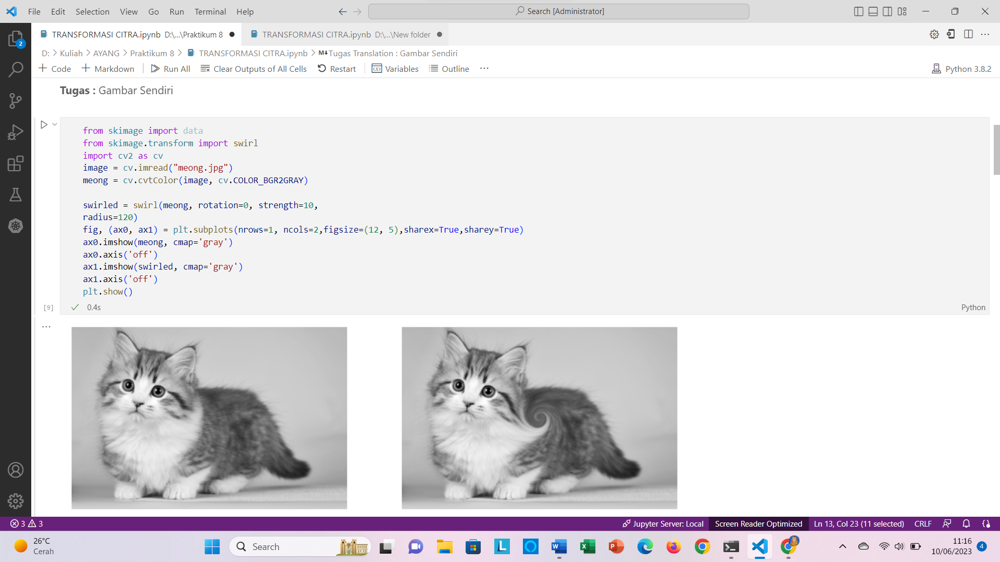 File Edit Selection View Go Run Terminal Help
Search [Administrator]
TRANSFORMASI CITRA.ipynb D:\...\Praktikum 8
TRANSFORMASI CITRA.ipynb D:\...\New folder
2
D: > Kuliah > AYANG > Praktikum 8 > TRANSFORMASI CITRA.ipynb > M↓Tugas Translation : Gambar Sendiri
+ Code + Markdown Run All Clear Outputs of All Cells Restart Variables Outline ...
Python 3.8.2
Tugas : Gambar Sendiri
from skimage import data
from skimage.transform import swirl
import cv2 as cv
image = cv.imread("meong.jpg")
meong = cv.cvtColor(image, cv.COLOR_BGR2GRAY)
swirled = swirl(meong, rotation=0, strength=10,
radius=120)
fig, (ax0, ax1) = plt.subplots(nrows=1, ncols=2,figsize=(12, 5),sharex=True,sharey=True)
ax0.imshow(meong, cmap='gray')
ax0.axis('off')
ax1.imshow(swirled, cmap='gray')
ax1.axis('off')
plt.show()
[9] 0.4s
Python
3 3
Jupyter Server: Local Screen Reader Optimized Ln 13, Col 23 (11 selected) CRLF
26°C
Cerah
Search
11:16
10/06/2023
4